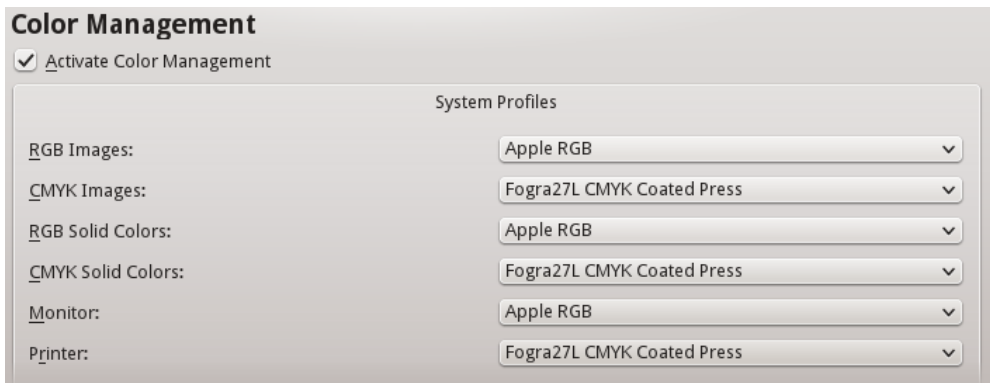 Color Management
Activate Color Management
System Profiles
RGB Images: Apple RGB
CMYK Images: Fogra27L CMYK Coated Press
RGB Solid Colors: Apple RGB
CMYK Solid Colors: Fogra27L CMYK Coated Press
Monitor: Apple RGB
Printer: Fogra27L CMYK Coated Press